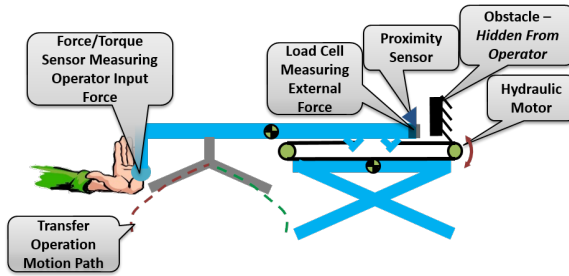 Force/Torque
Sensor Measuring
Operator Input
Force
Load Cell
Measuring
External
Force
Proximity
Sensor
Obstacle –
Hidden From
Operator
Hydraulic
Motor
Transfer
Operation
Motion Path